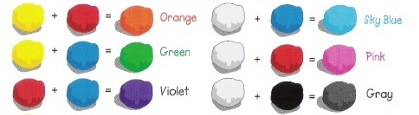 + = Orange
+ = Green
+ = Violet
+ = Sky Blue
+ = Pink
+ = Gray